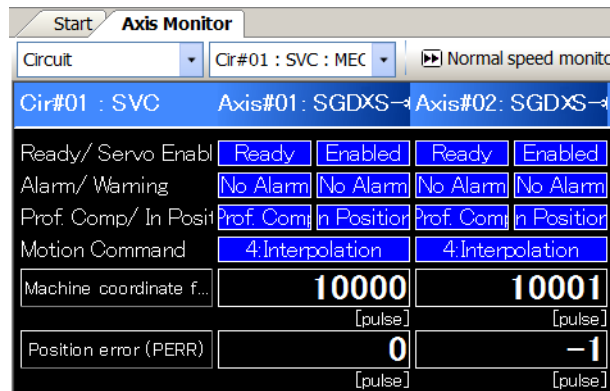 Start Axis Monitor
Circuit Cir#01 : SVC : MEC Normal speed monito
Cir#01 : SVC Axis#01: SGDXS- Axis#02: SGDXS-
Ready/ Servo Enabl Ready Enabled Ready Enabled
Alarm/ Warning No Alarm No Alarm No Alarm No Alarm
Prof. Comp/ In Posit Prof. Comp n Position Prof. Comp n Position
Motion Command 4:Interpolation 4:Interpolation
Machine coordinate f... 10000 10001
[pulse] [pulse]
Position error (PERR) 0 -1
[pulse] [pulse]